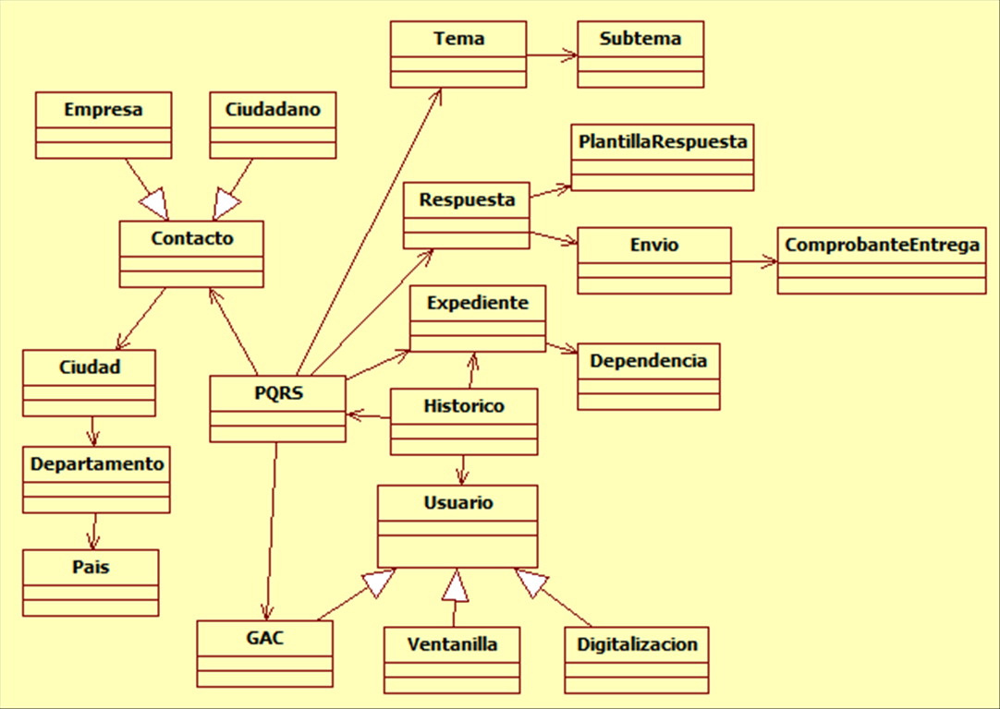 Tema
Subtema
Empresa
Ciudadano
PlantillaRespuesta
Respuesta
Contacto
Envio
ComprobanteEntrega
Expediente
Ciudad
Dependencia
PQRS
Historico
Departamento
Usuario
Pais
GAC
Ventanilla
Digitalizacion